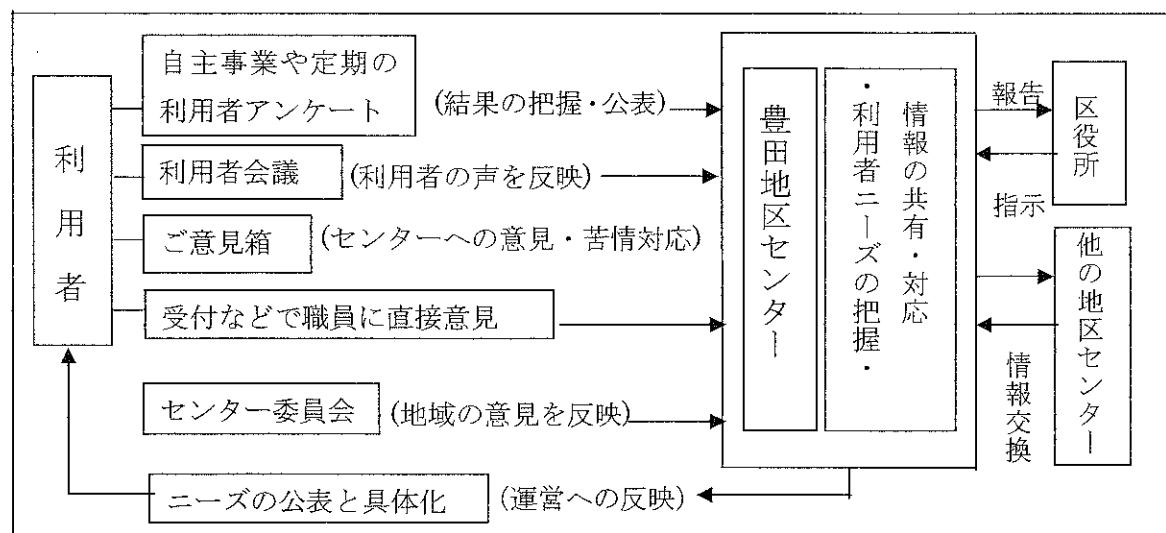 利用者
自主事業や定期の
利用者アンケート
(結果の把握・公表)
利用者会議
(利用者の声を反映)
ご意見箱
(センターへの意見・苦情対応)
受付などで職員に直接意見
センター委員会
(地域の意見を反映)
ニーズの公表と具体化
(運営への反映)
豊田地区センター
情報の共有・対応
・利用者ニーズの把握・
報告
区役所
指示
他の地区センター
情報交換